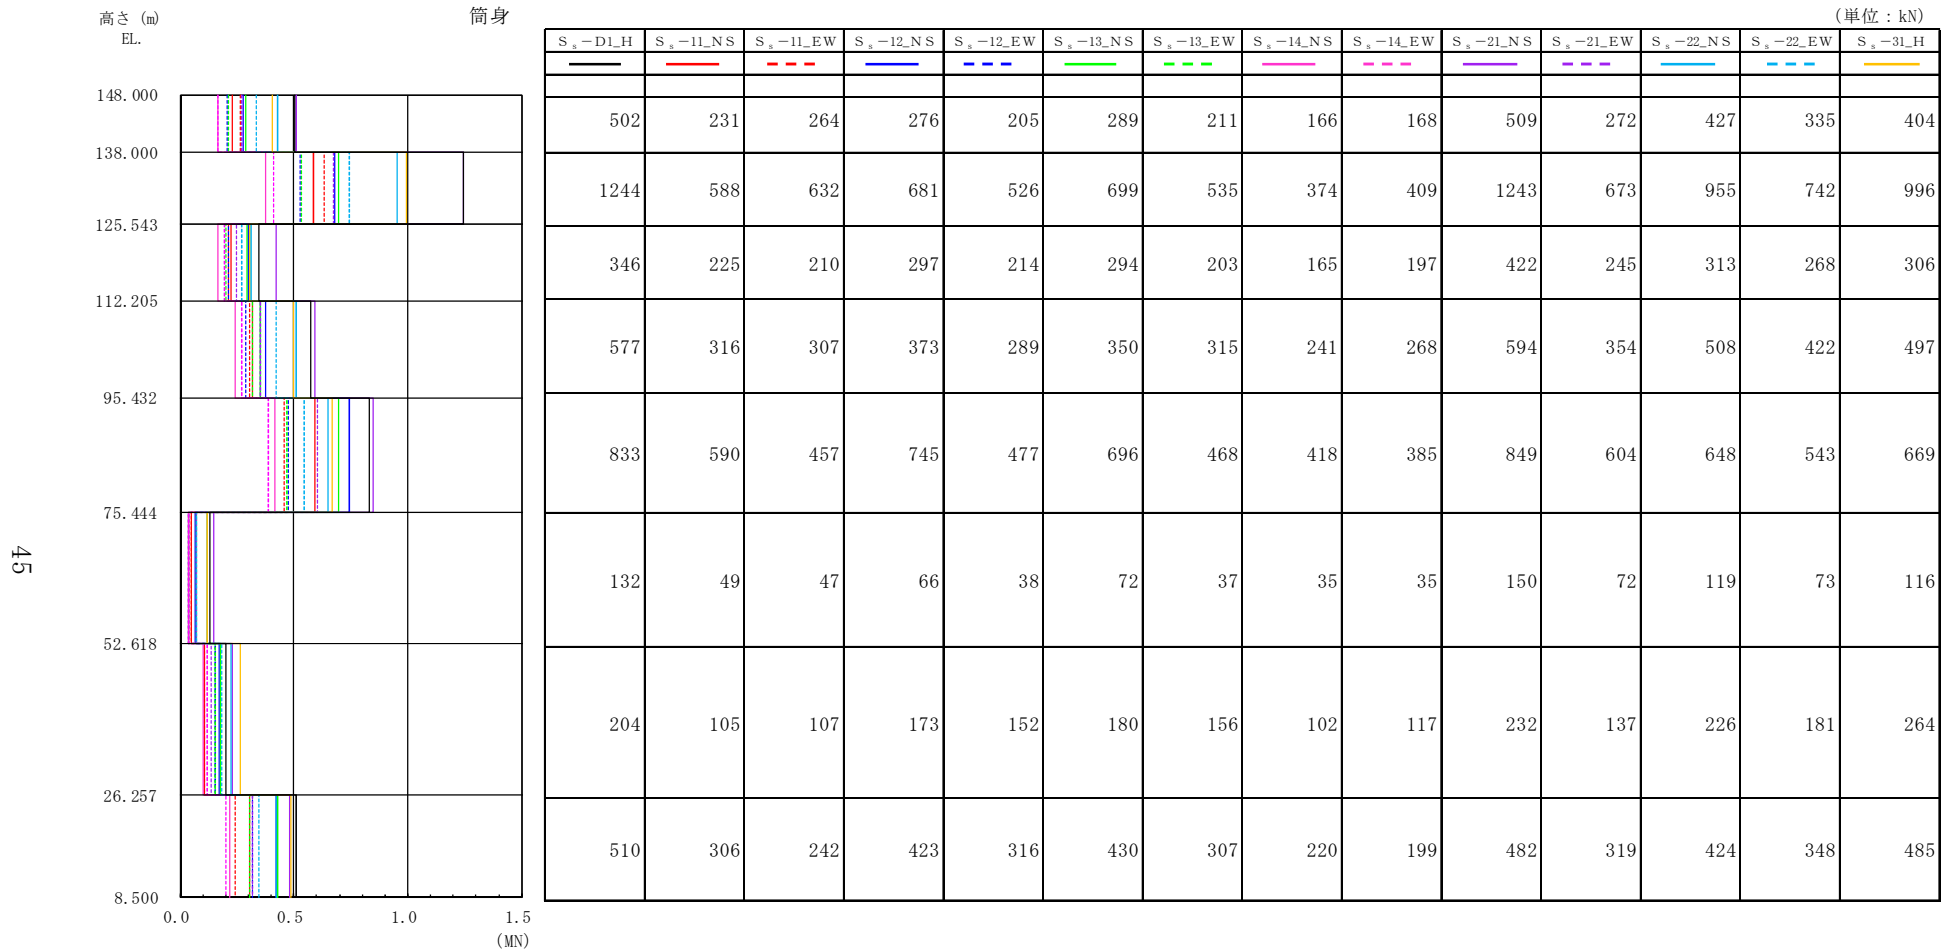 高さ (m) 筒身 (単位：kN)
EL.
Ss－D1_H Ss－11_NS Ss－11_EW Ss－12_NS Ss－12_EW Ss－13_NS Ss－13_EW Ss－14_NS Ss－14_EW Ss－21_NS Ss－21_EW Ss－22_NS Ss－22_EW Ss－31_H
148.000
502 231 264 276 205 289 211 166 168 509 272 427 335 404
138.000
1244 588 632 681 526 699 535 374 409 1243 673 955 742 996
125.543
346 225 210 297 214 294 203 165 197 422 245 313 268 306
112.205
577 316 307 373 289 350 315 241 268 594 354 508 422 497
95.432
833 590 457 745 477 696 468 418 385 849 604 648 543 669
75.444
132 49 47 66 38 72 37 35 35 150 72 119 73 116
52.618
204 105 107 173 152 180 156 102 117 232 137 226 181 264
26.257
510 306 242 423 316 430 307 220 199 482 319 424 348 485
8.500
0.0 0.5 1.0 1.5
(MN)
45